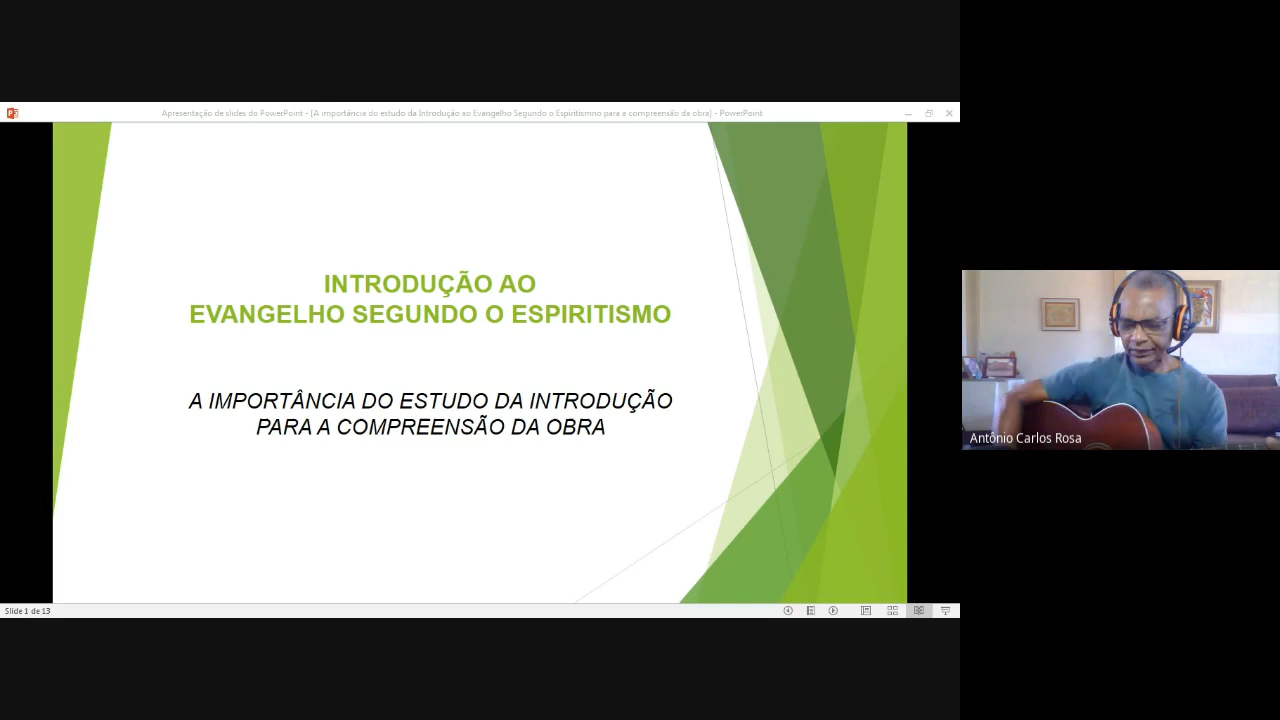 Apresentação de slides do PowerPoint - [A importância do estudo da Introdução ao Evangelho Segundo o Espiritismno para a compreensão da obra] - PowerPoint
INTRODUÇÃO AO
EVANGELHO SEGUNDO O ESPIRITISMO
A IMPORTÂNCIA DO ESTUDO DA INTRODUÇÃO
PARA A COMPREENSÃO DA OBRA
Antônio Carlos Rosa
Slide 1 de 13